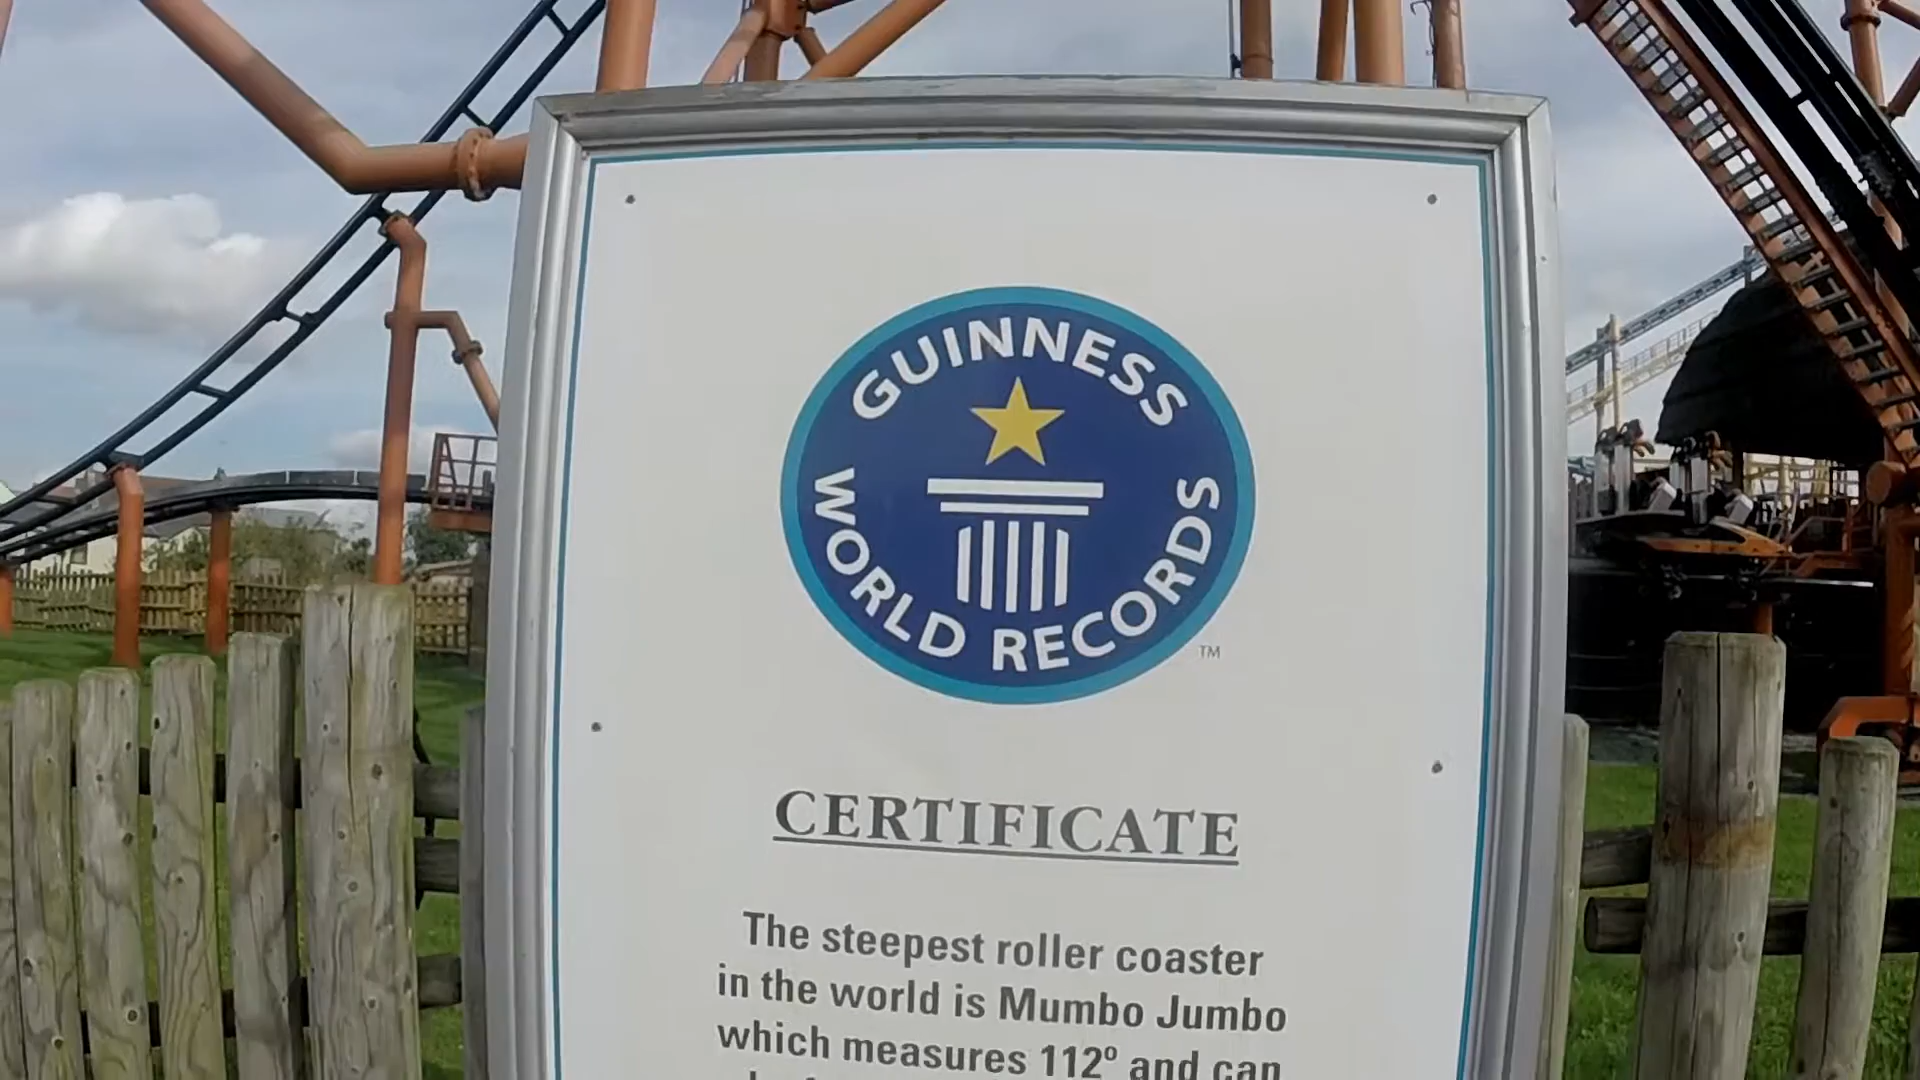 GUINNESS
WORLD RECORDS
TM
CERTIFICATE
The steepest roller coaster
in the world is Mumbo Jumbo
which measures 112º and can